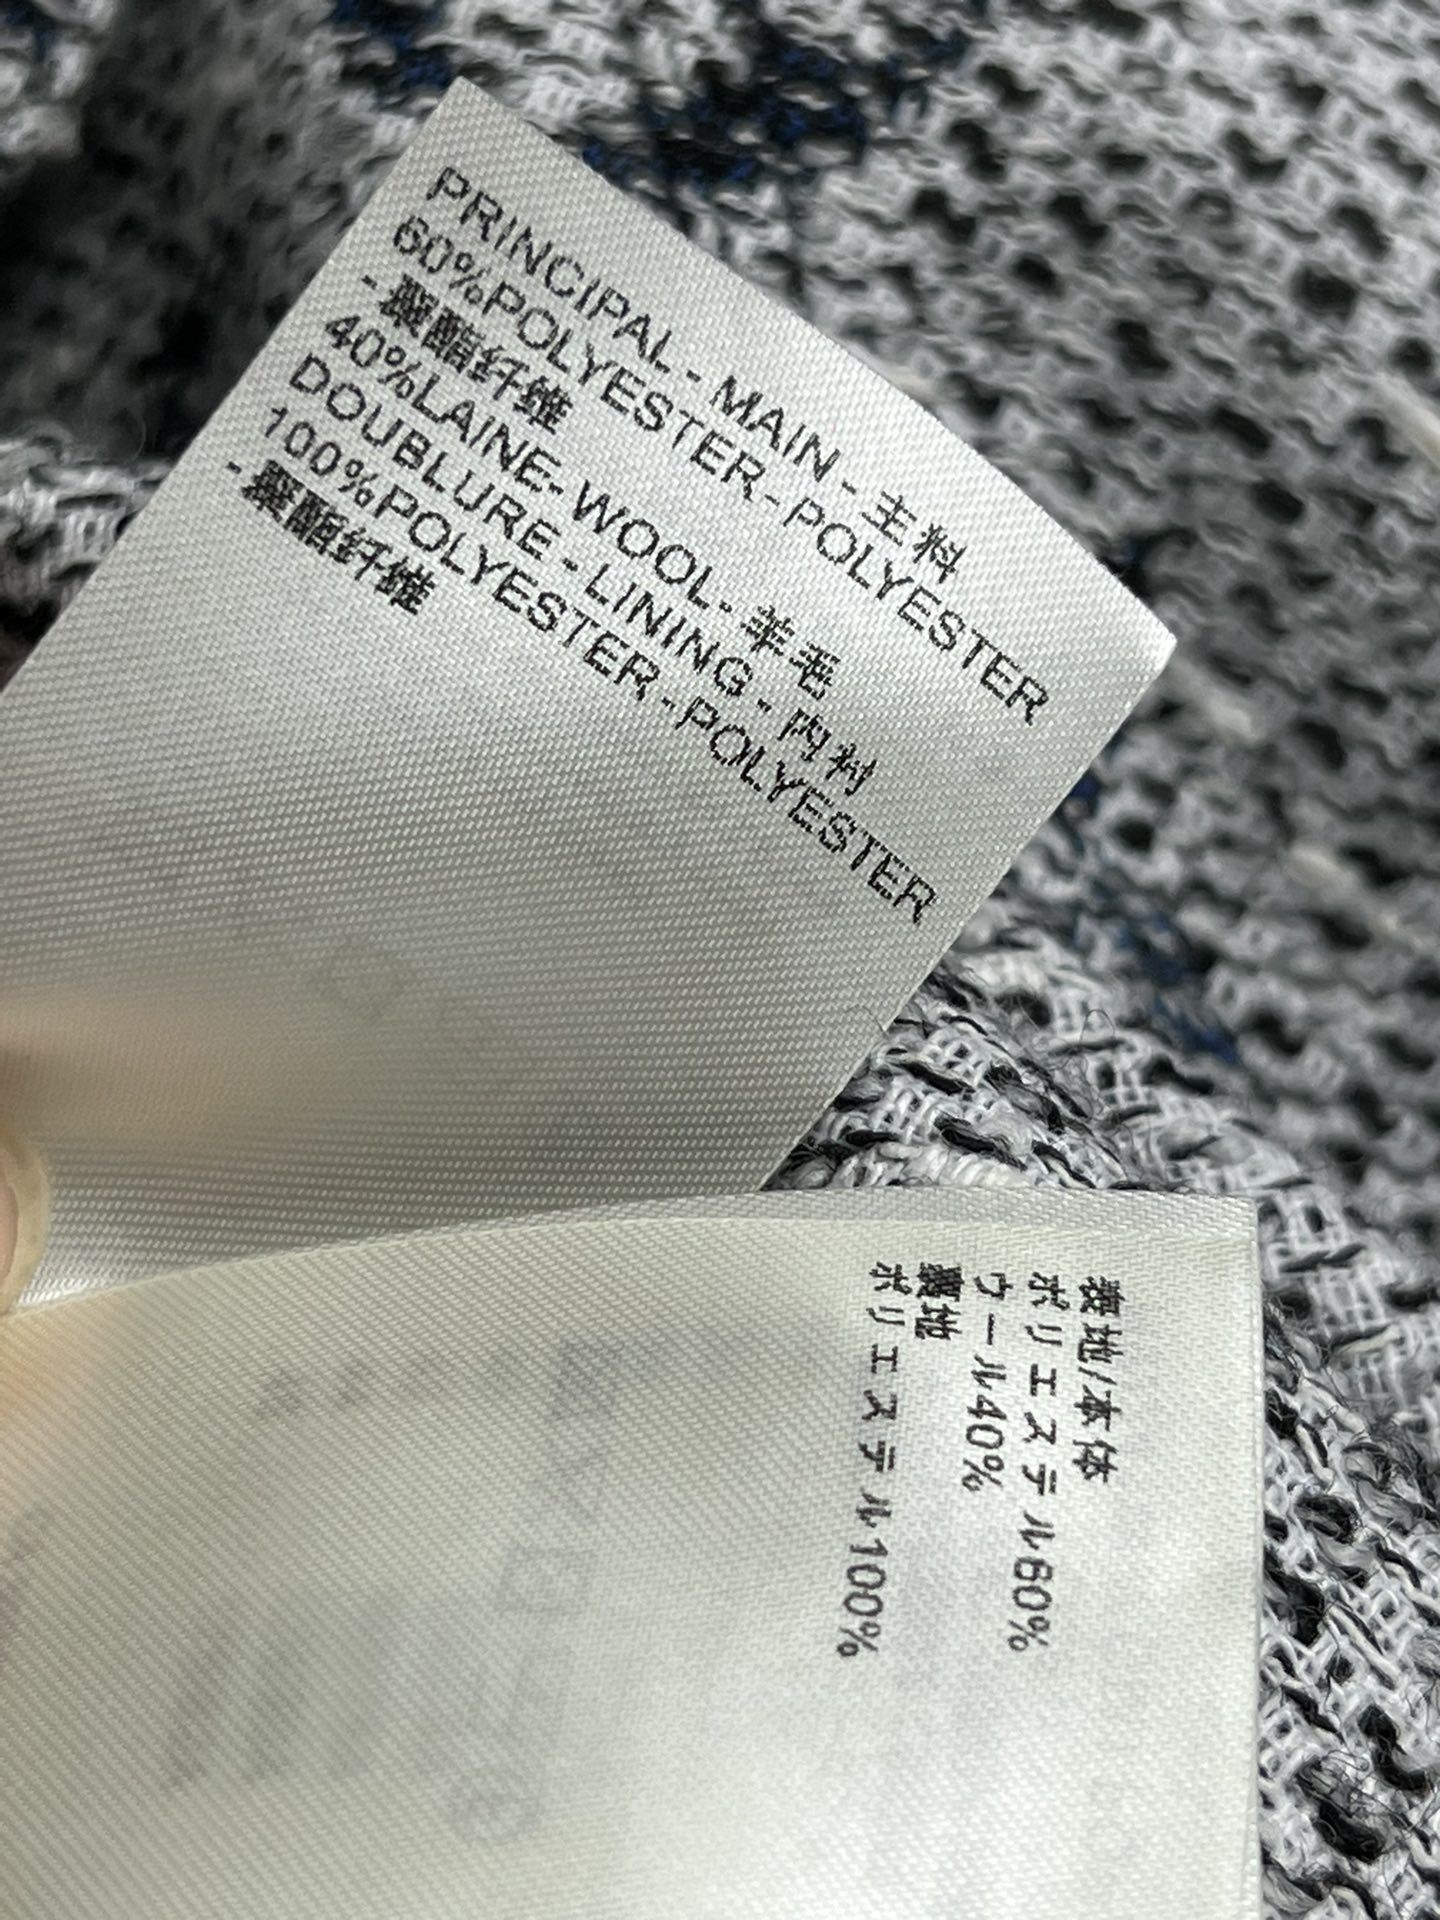 PRINCIPAL - MAIN - 主料
60%POLYESTER - POLYESTER
- 聚酯纤维
40%LAINE- WOOL- 羊毛
DOUBLURE - LINING - 内衬
100%POLYESTER - POLYESTER
- 聚酯纤维
表地/本体
ポリエステル60%
ウール40%
裏地
ポリエステル100%